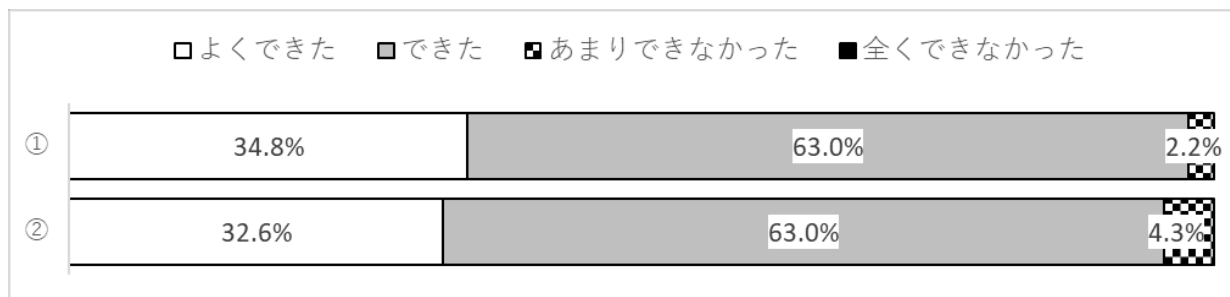 よくできた できた あまりできなかった 全くできなかった
① 34.8% 63.0% 2.2%
② 32.6% 63.0% 4.3%